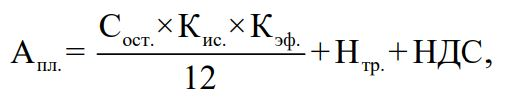 Апл. = Сост.×Кис.×Кэф. / 12 + Нтр. + НДС,